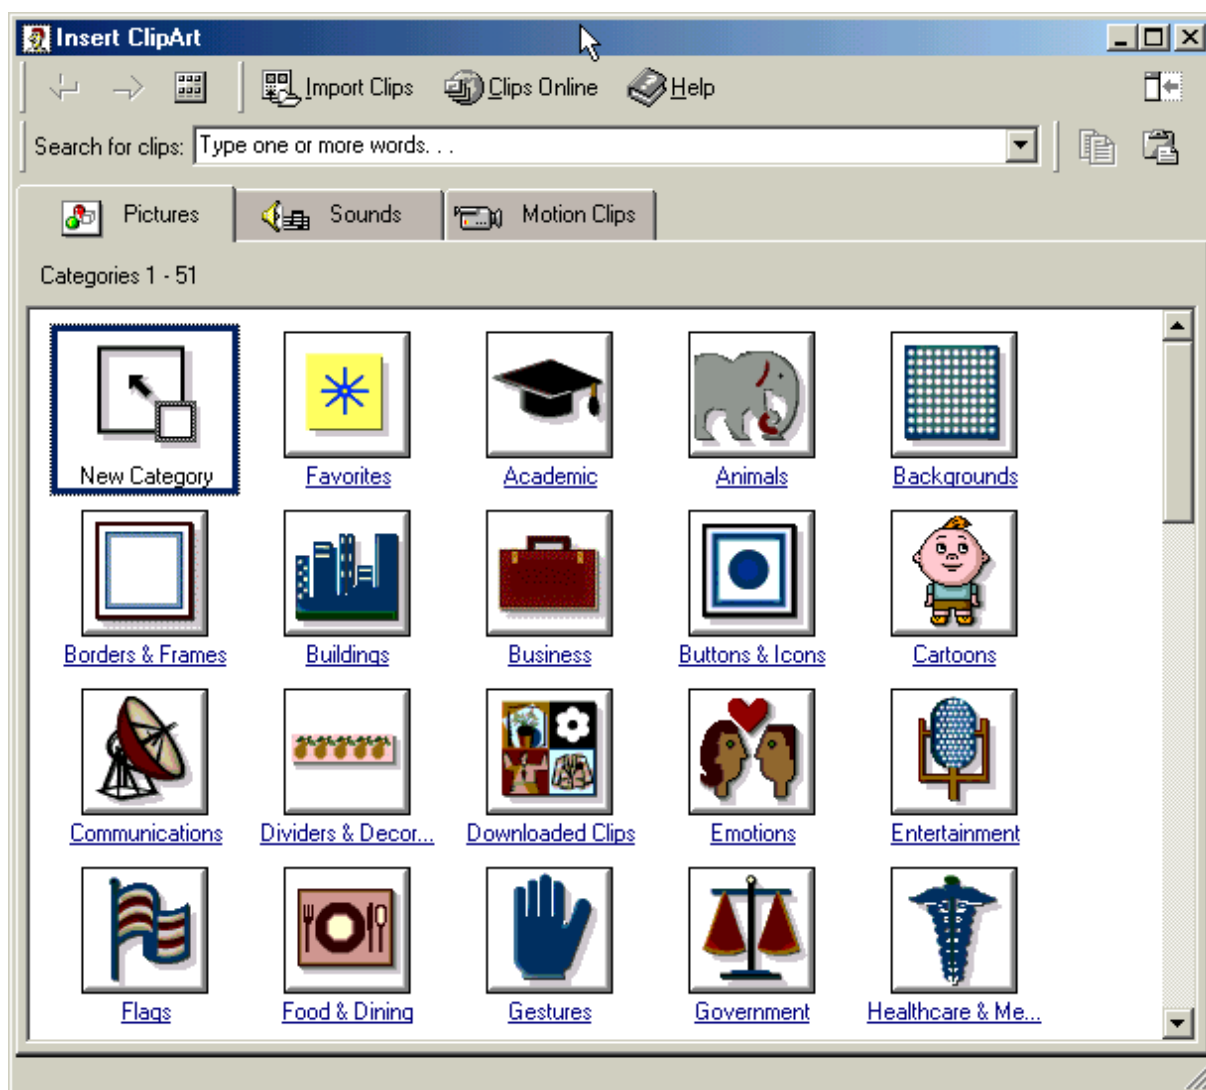 Insert ClipArt
Import Clips Clips Online Help
Search for clips: Type one or more words. . .
Pictures Sounds Motion Clips
Categories 1 - 51
New Category Favorites Academic Animals Backgrounds
Borders & Frames Buildings Business Buttons & Icons Cartoons
Communications Dividers & Decor... Downloaded Clips Emotions Entertainment
Flags Food & Dining Gestures Government Healthcare & Me...